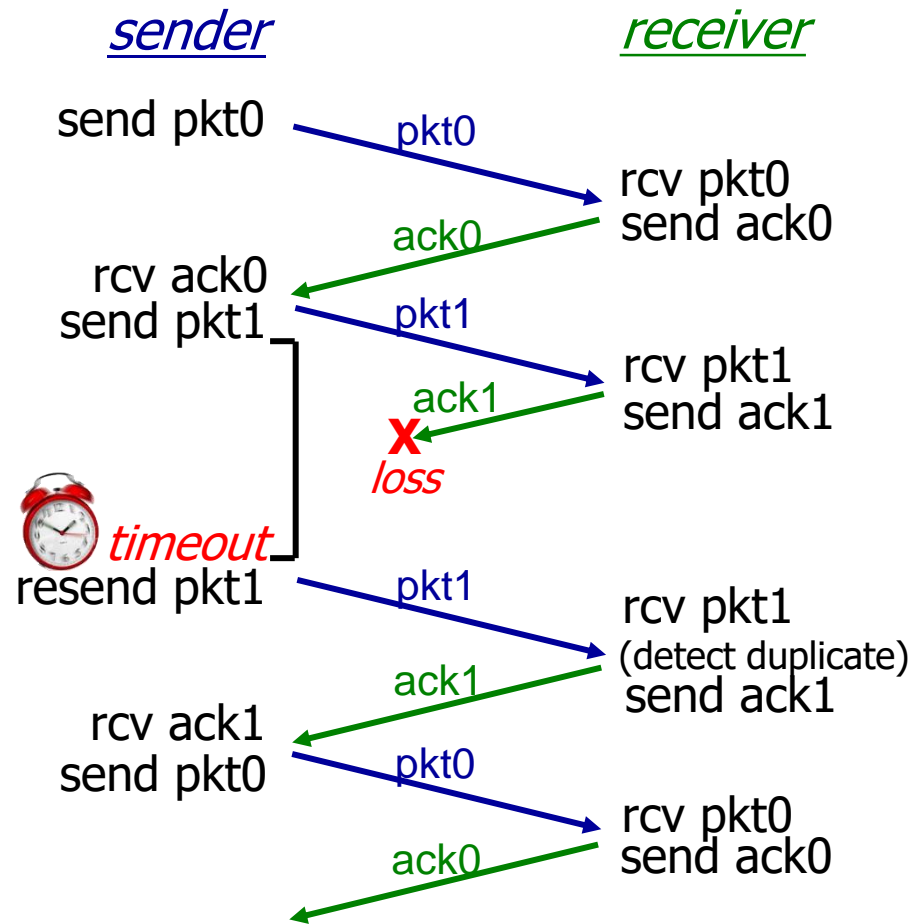 sender
receiver
send pkt0
pkt0
rcv pkt0
send ack0
ack0
rcv ack0
send pkt1
pkt1
rcv pkt1
send ack1
ack1
X
loss
timeout
resend pkt1
pkt1
rcv pkt1
(detect duplicate)
send ack1
ack1
rcv ack1
send pkt0
pkt0
rcv pkt0
send ack0
ack0